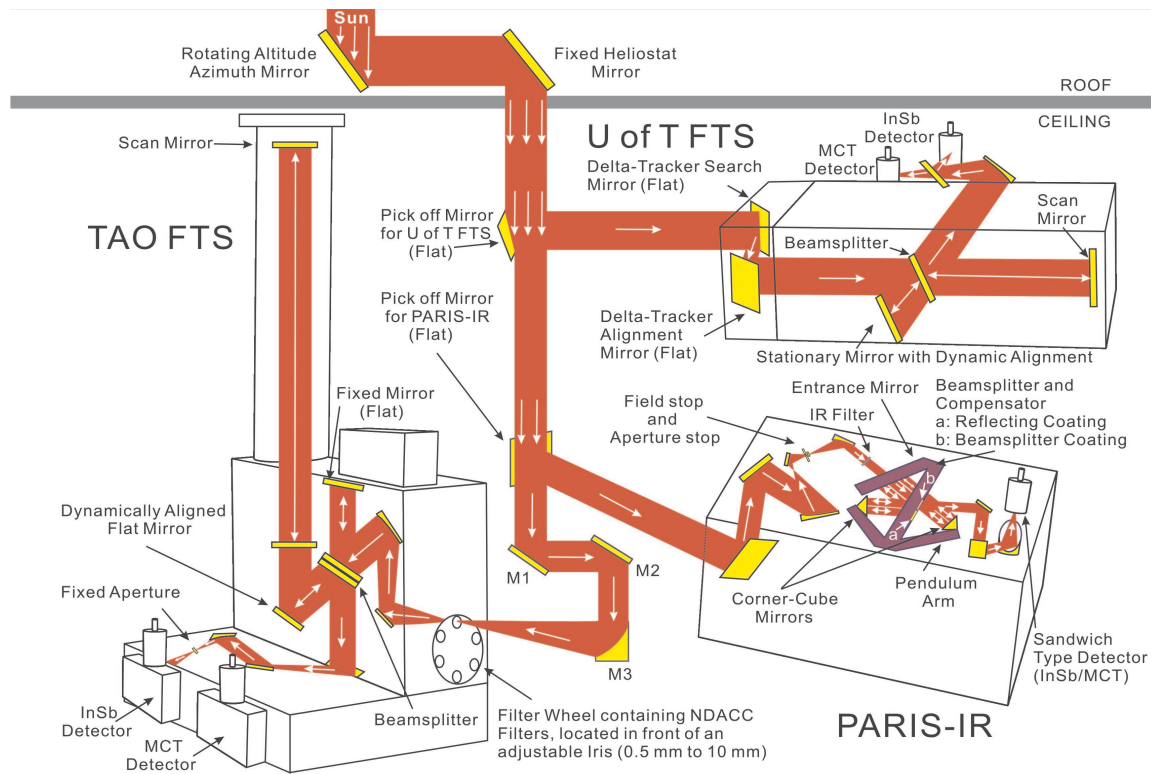 Sun
Rotating Altitude
Azimuth Mirror
Fixed Heliostat
Mirror
ROOF
CEILING
Scan Mirror
TAO FTS
U of T FTS
Delta-Tracker Search
Mirror (Flat)
InSb
Detector
MCT
Detector
Scan
Mirror
Beamsplitter
Pick off Mirror
for U of T FTS
(Flat)
Pick off Mirror
for PARIS-IR
(Flat)
Delta-Tracker
Alignment
Mirror (Flat)
Stationary Mirror with Dynamic Alignment
Fixed Mirror
(Flat)
Field stop
and
Aperture stop
Entrance Mirror
IR Filter
Beamsplitter and
Compensator
a: Reflecting Coating
b: Beamsplitter Coating
b
a
Dynamically Aligned
Flat Mirror
Fixed Aperture
M1
M2
M3
Corner-Cube
Mirrors
Pendulum
Arm
Sandwich
Type Detector
(InSb/MCT)
PARIS-IR
InSb
Detector
MCT
Detector
Beamsplitter
Filter Wheel containing NDACC
Filters, located in front of an
adjustable Iris (0.5 mm to 10 mm)